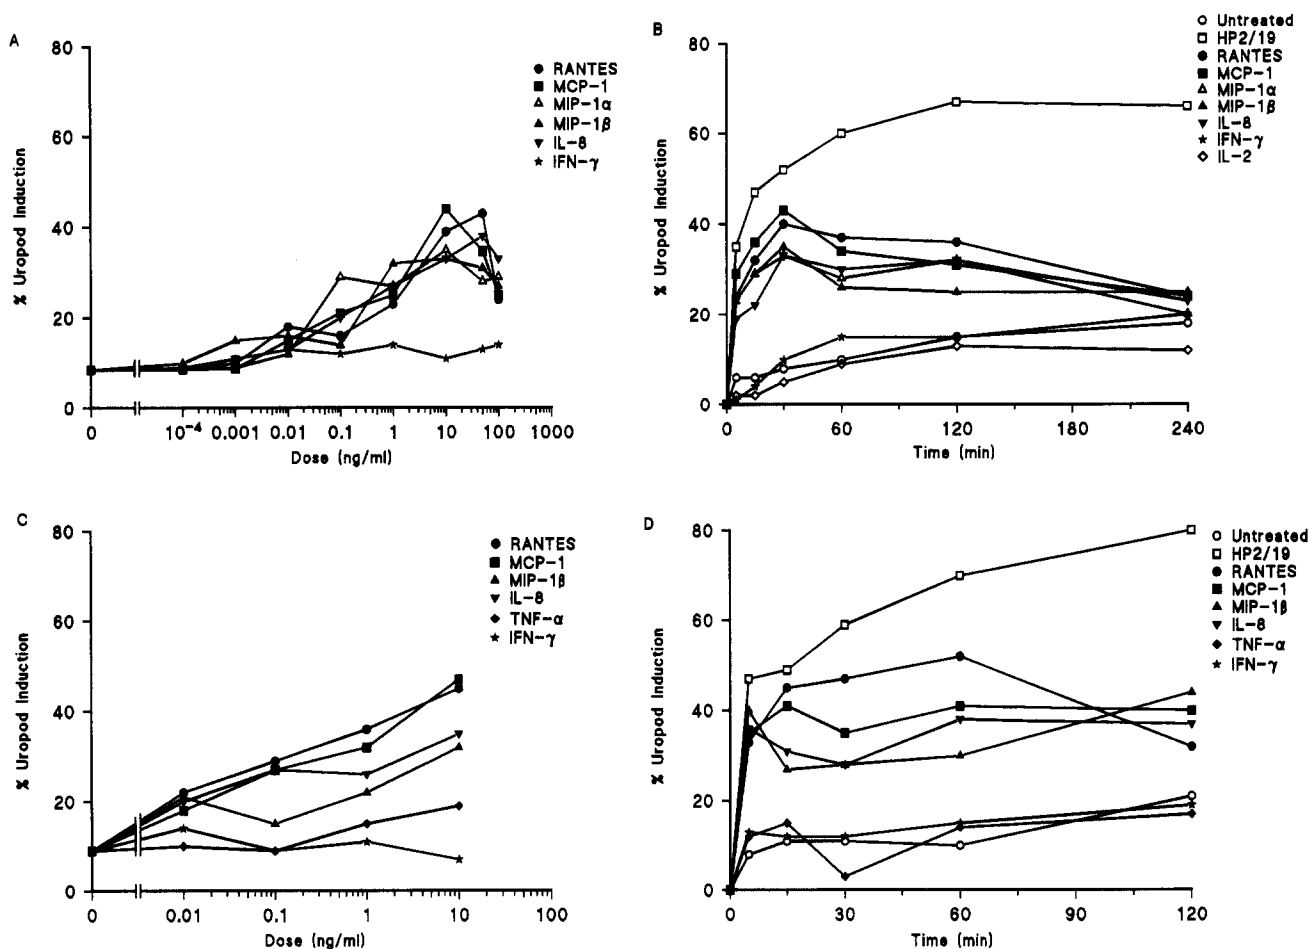 A
80
60
40
20
0
% Uropod Induction
0 10⁻⁴ 0.001 0.01 0.1 1 10 100 1000
Dose (ng/ml)
RANTES
MCP-1
MIP-1α
MIP-1β
IL-8
IFN-γ
B
80
60
40
20
0
% Uropod Induction
0 60 120 180 240
Time (min)
Untreated
HP2/19
RANTES
MCP-1
MIP-1α
MIP-1β
IL-8
IFN-γ
IL-2
C
80
60
40
20
0
% Uropod Induction
0 0.01 0.1 1 10 100
Dose (ng/ml)
RANTES
MCP-1
MIP-1β
IL-8
TNF-α
IFN-γ
D
80
60
40
20
0
% Uropod Induction
0 30 60 90 120
Time (min)
Untreated
HP2/19
RANTES
MCP-1
MIP-1β
IL-8
TNF-α
IFN-γ